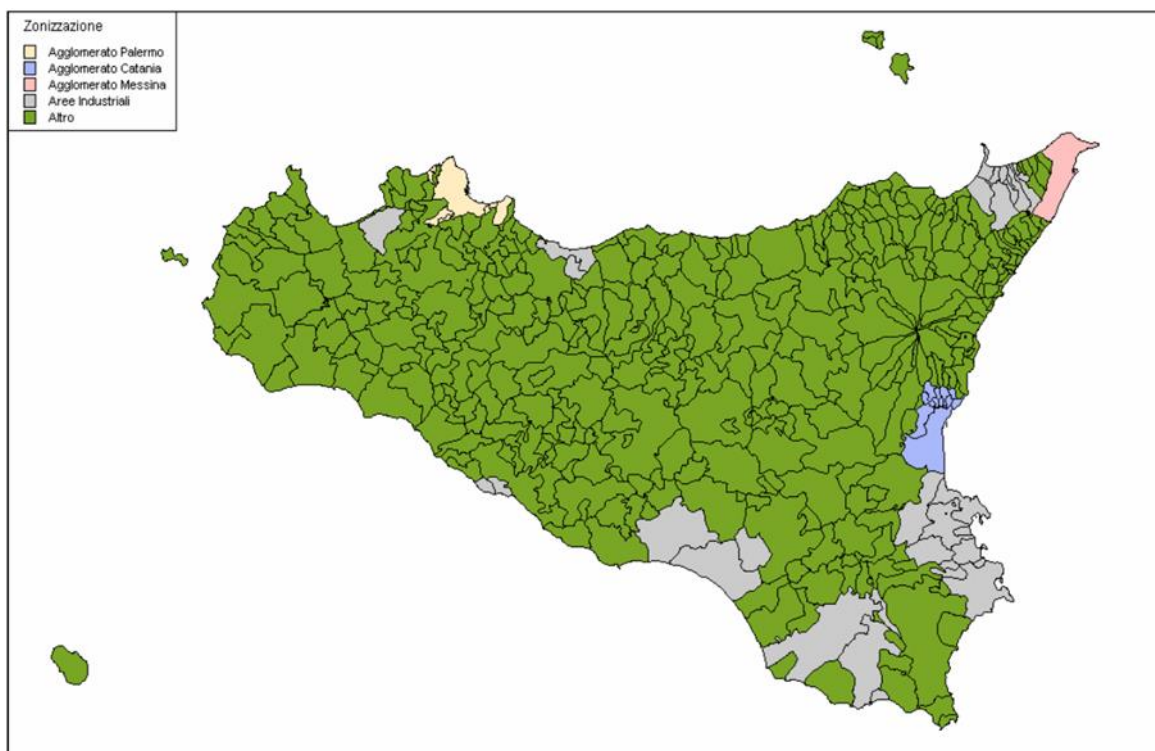 Zonizzazione
Agglomerato Palermo
Agglomerato Catania
Agglomerato Messina
Aree Industriali
Altro